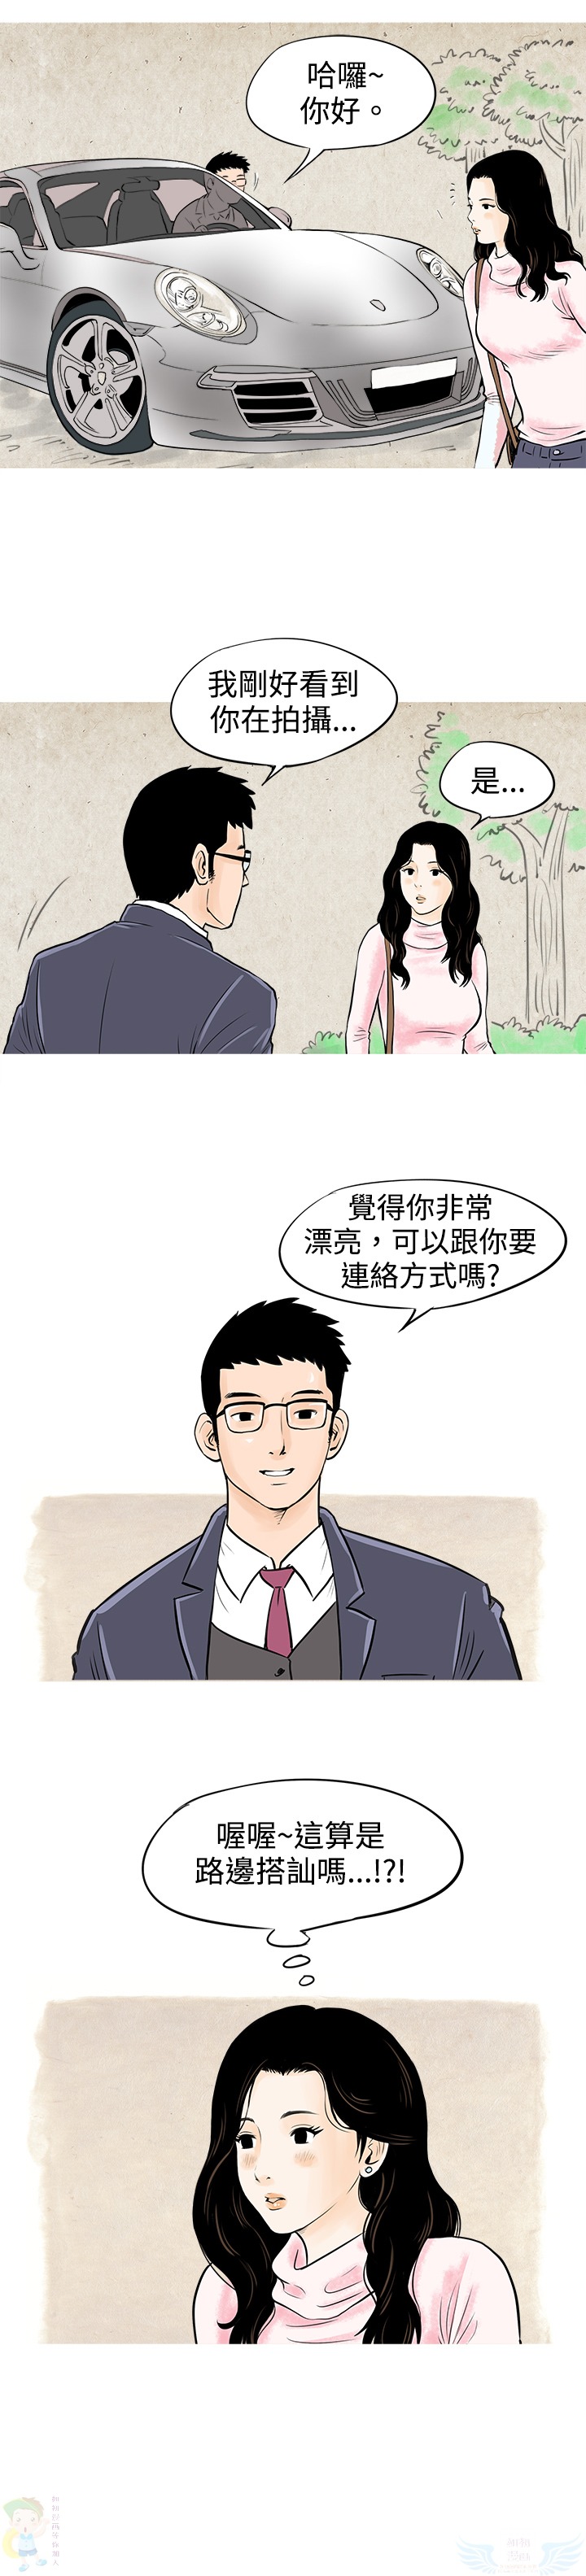 哈囉~
你好。
我剛好看到
你在拍攝...
是...
覺得你非常
漂亮，可以跟你要
連絡方式嗎?
喔喔~這算是
路邊搭訕嗎...!?!